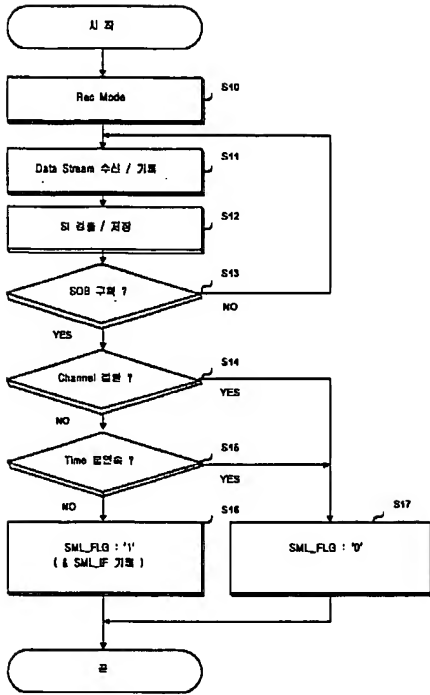 시 작
Rec Mode
S10
Data Stream 수신 / 기록
S11
SI 검출 / 저장
S12
SOB 구획 ?
S13
NO
YES
Channel 절환 ?
S14
YES
NO
Time 불연속 ?
S15
YES
NO
SML_FLG : '1'
( & SML_IF 기록 )
S16
SML_FLG : '0'
S17
끝